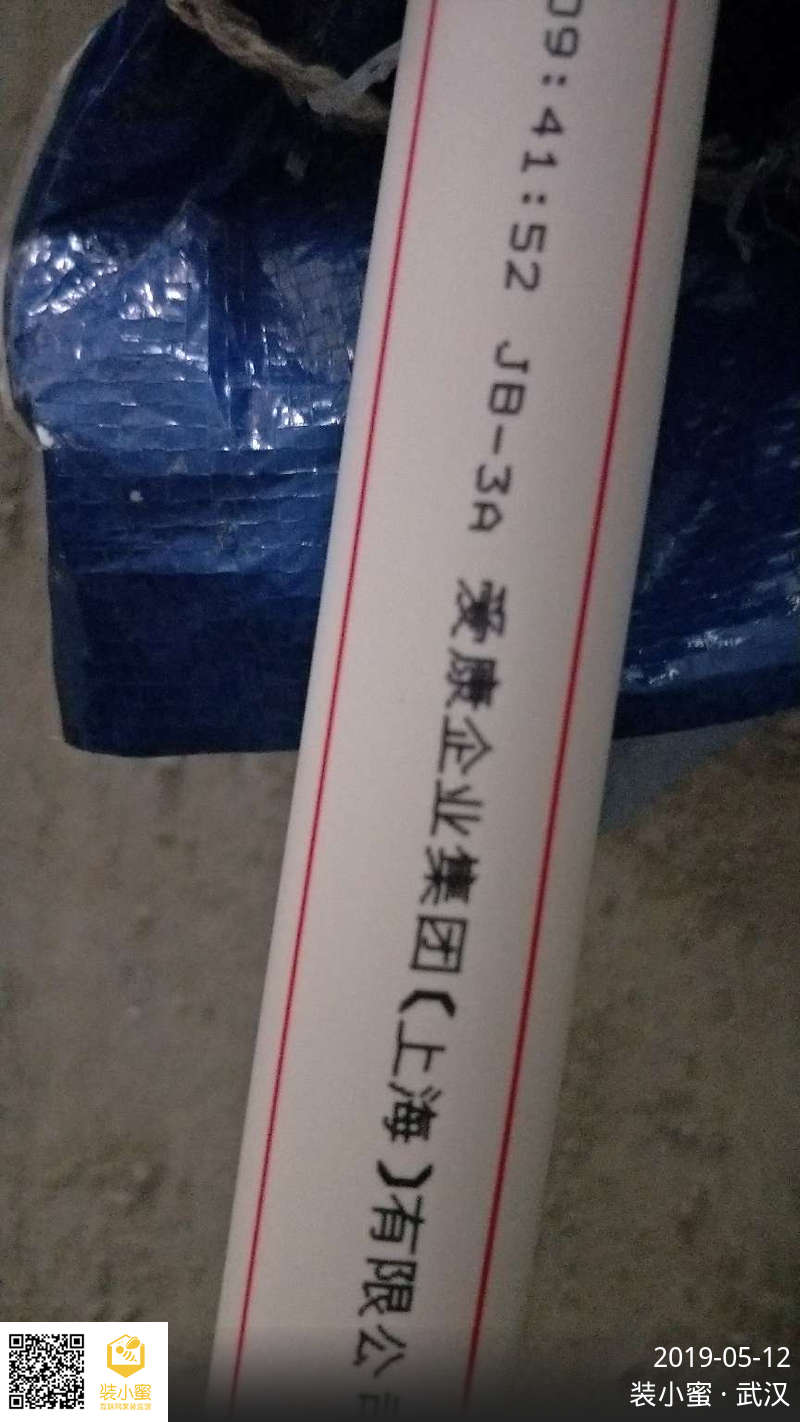 09:41:52 JB-3A 爱康企业集团(上海)有限公司
2019-05-12
装小蜜·武汉
装小蜜